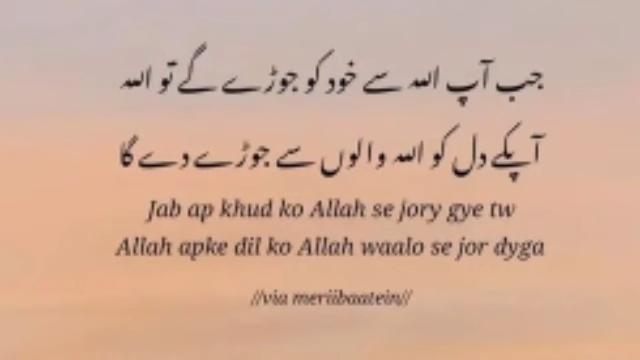 جب آپ اللہ سے خود کو جوڑے گے تو اللہ
آپکے دل کو اللہ والوں سے جوڑے دے گا
Jab ap khud ko Allah se jory gye tw
Allah apke dil ko Allah waalo se jor dyga
//via meriibaatein//